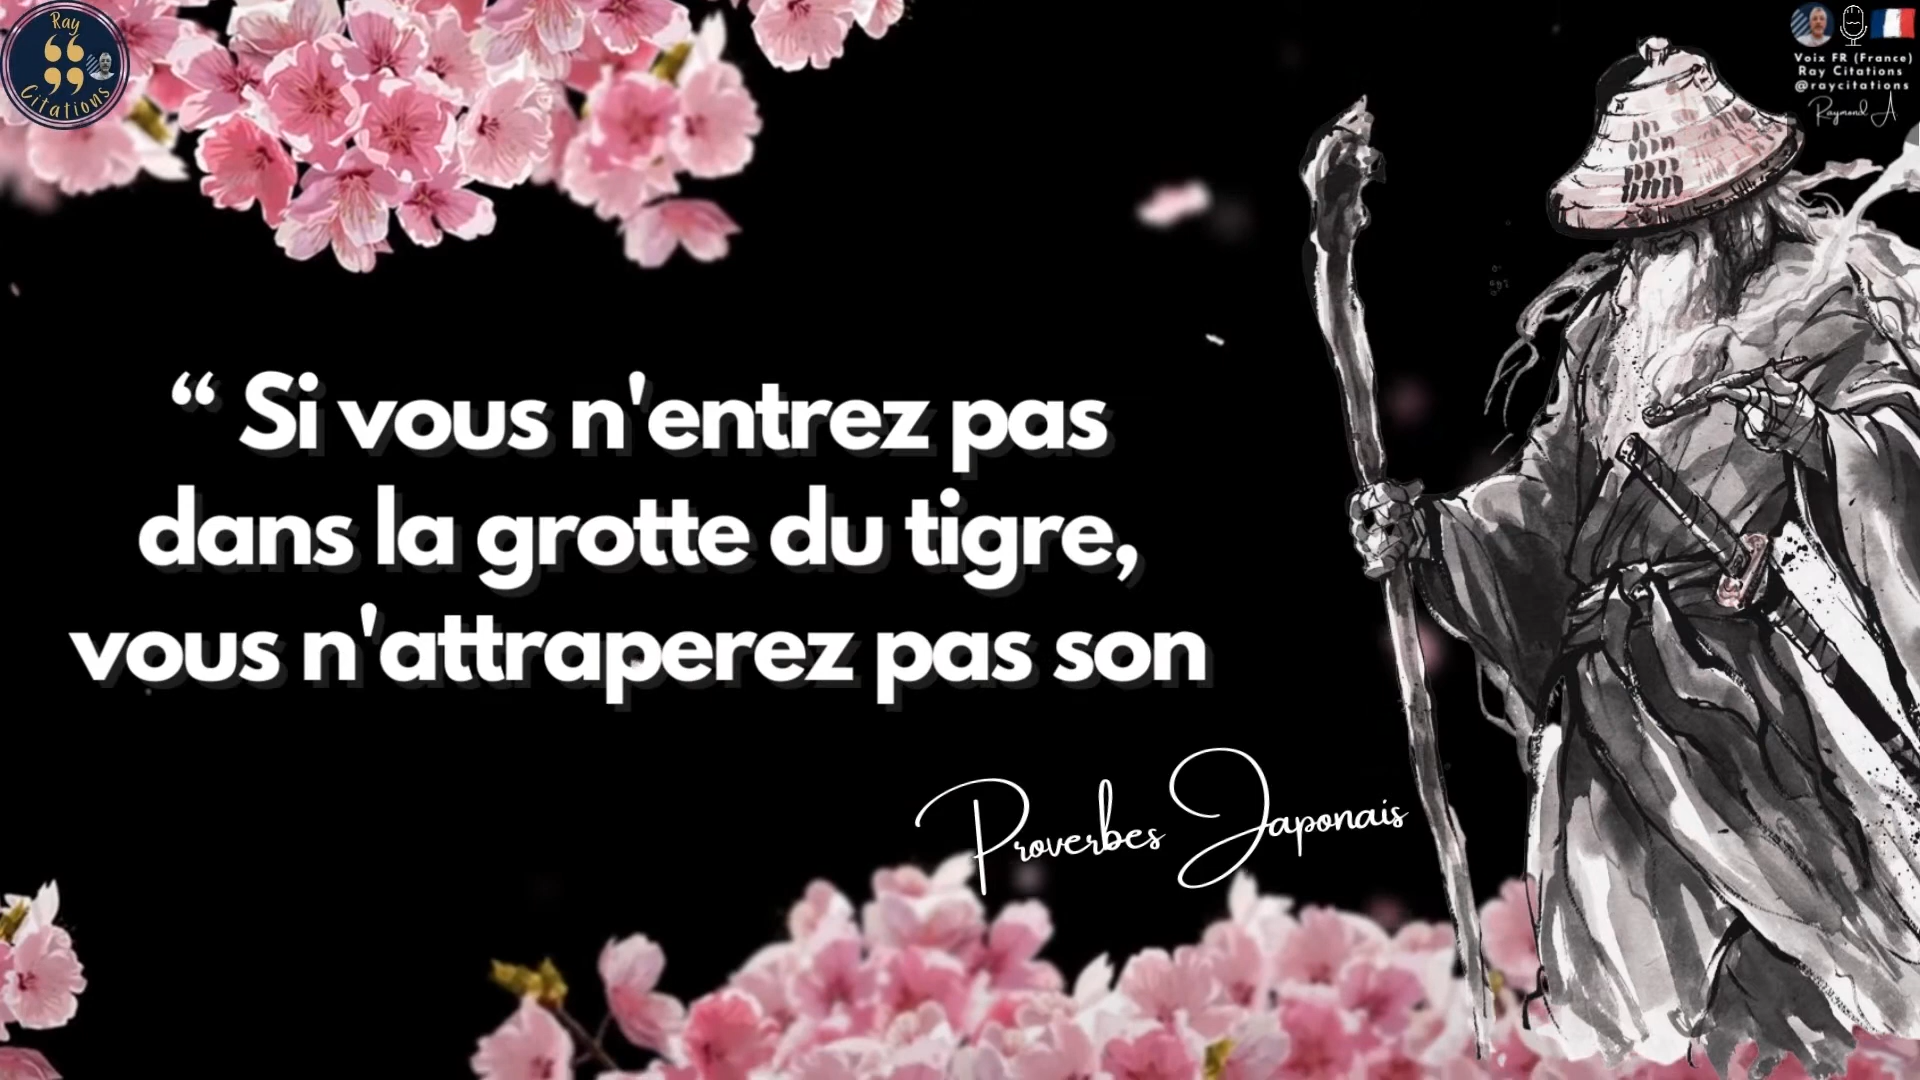 Ray
Citations
Voix FR (France)
Ray Citations
@raycitations
Raymond A
“ Si vous n'entrez pas
dans la grotte du tigre,
vous n'attraperez pas son
Proverbes Japonais